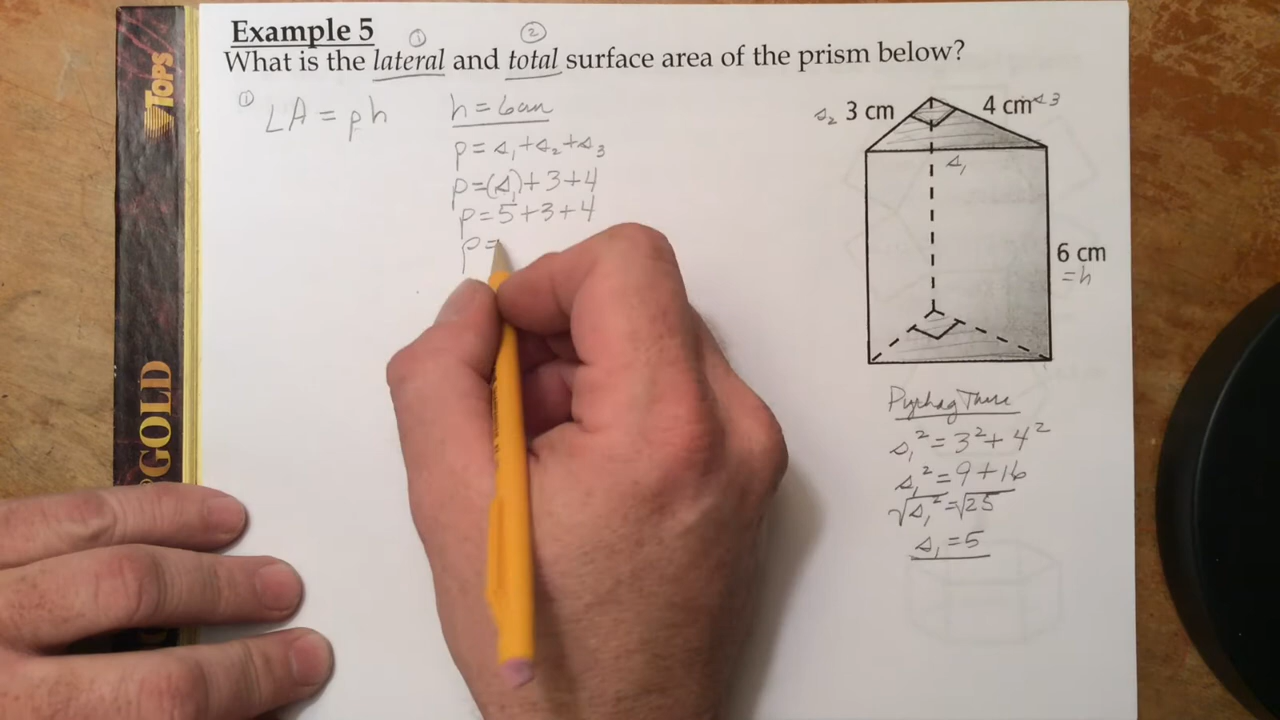 Example 5
① ②
What is the lateral and total surface area of the prism below?
① LA = ph
h = 6cm
p = s₁ + s₂ + s₃
p = (s₁) + 3 + 4
p = 5 + 3 + 4
p =
s₂ 3 cm
4 cm s3
s₁
6 cm
= h
Pythag Thm
s₁² = 3² + 4²
s₁² = 9 + 16
√s₁² = √25
s₁ = 5
TOPS
GOLD